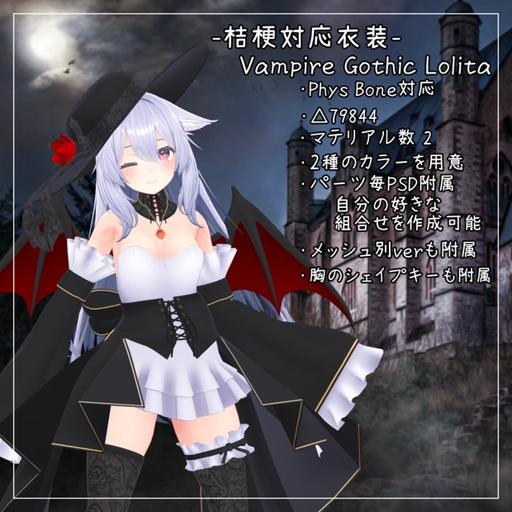 -桔梗対応衣装-
Vampire Gothic Lolita
・Phys Bone対応
・△79844
・マテリアル数 2
・2種のカラーを用意
・パーツ毎PSD附属
自分の好きな
組合せを作成可能
・メッシュ別verも附属
・胸のシェイプキーも附属